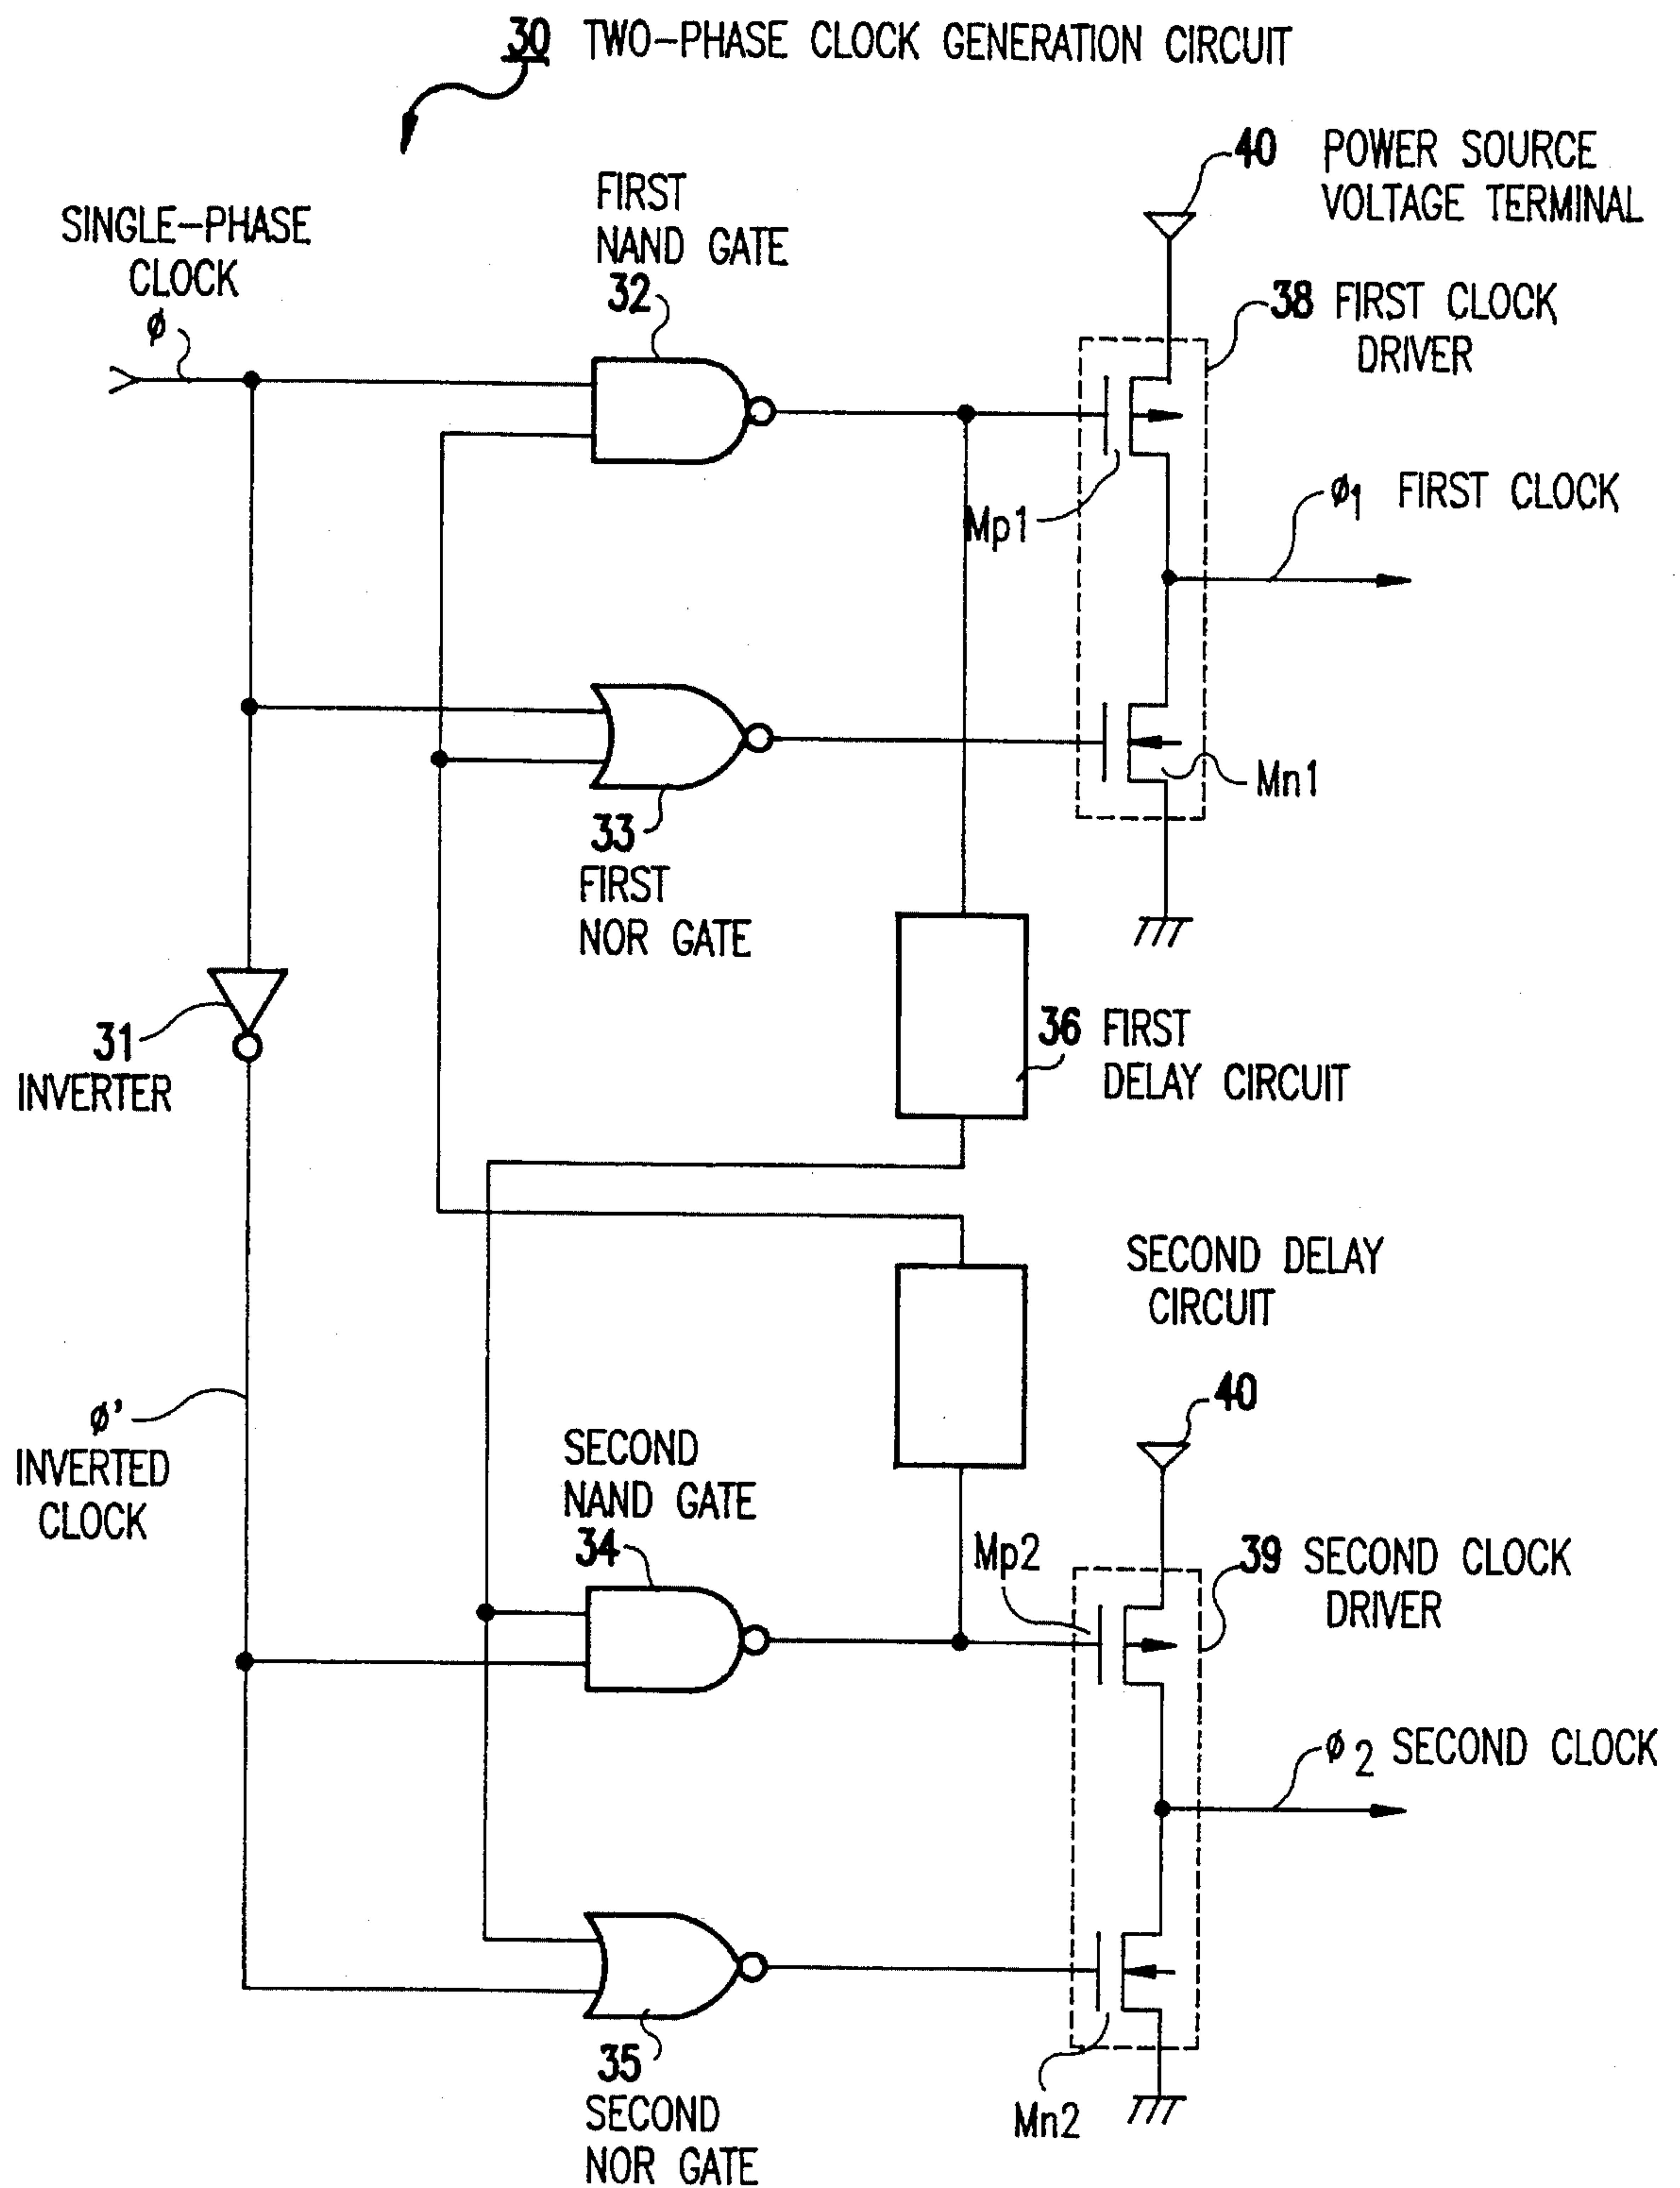 30 TWO-PHASE CLOCK GENERATION CIRCUIT
40 POWER SOURCE
VOLTAGE TERMINAL
FIRST
NAND GATE
32
SINGLE-PHASE
CLOCK
ø
38 FIRST CLOCK
DRIVER
Mp1
ø1 FIRST CLOCK
Mn1
33
FIRST
NOR GATE
31
INVERTER
36 FIRST
DELAY CIRCUIT
SECOND DELAY
CIRCUIT
40
ø'
INVERTED
CLOCK
SECOND
NAND GATE
34
Mp2
39 SECOND CLOCK
DRIVER
ø2 SECOND CLOCK
35
SECOND
NOR GATE
Mn2